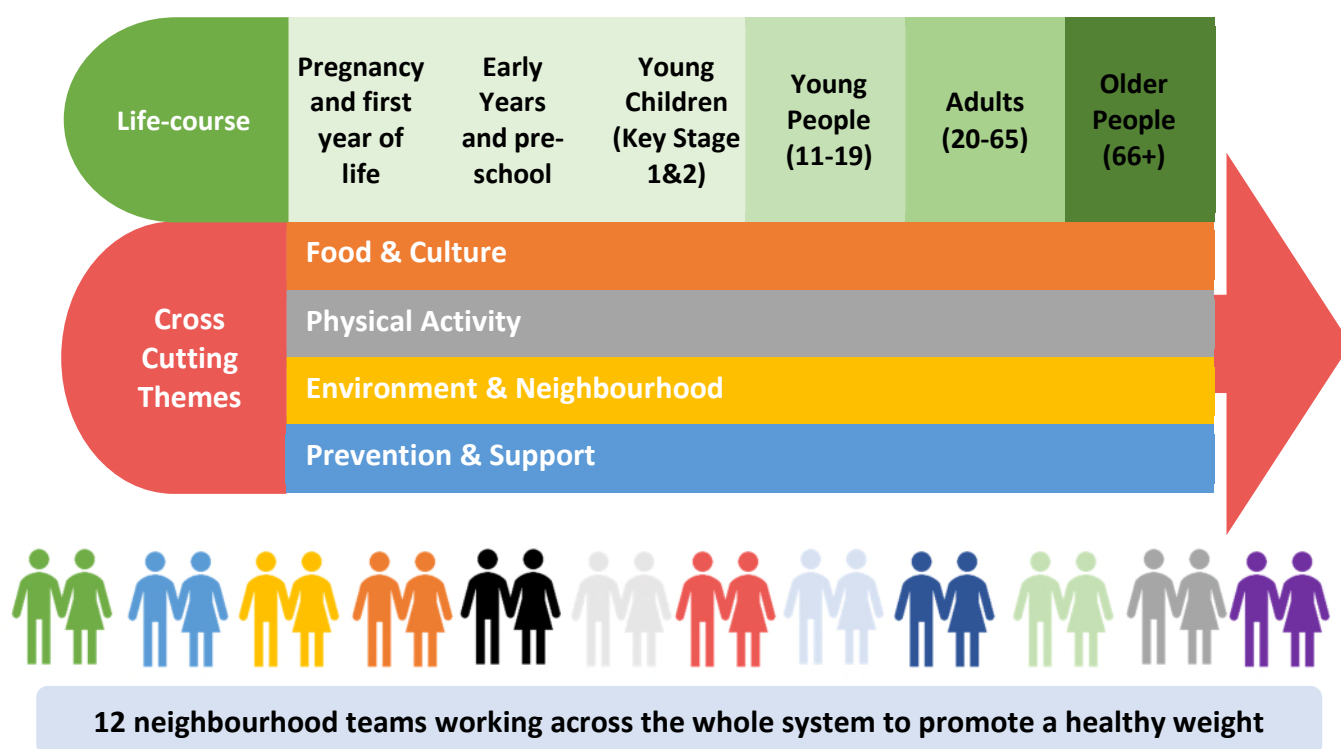 Life-course
Pregnancy
and first
year of
life
Early
Years
and pre-
school
Young
Children
(Key Stage
1&2)
Young
People
(11-19)
Adults
(20-65)
Older
People
(66+)
Cross
Cutting
Themes
Food & Culture
Physical Activity
Environment & Neighbourhood
Prevention & Support
12 neighbourhood teams working across the whole system to promote a healthy weight